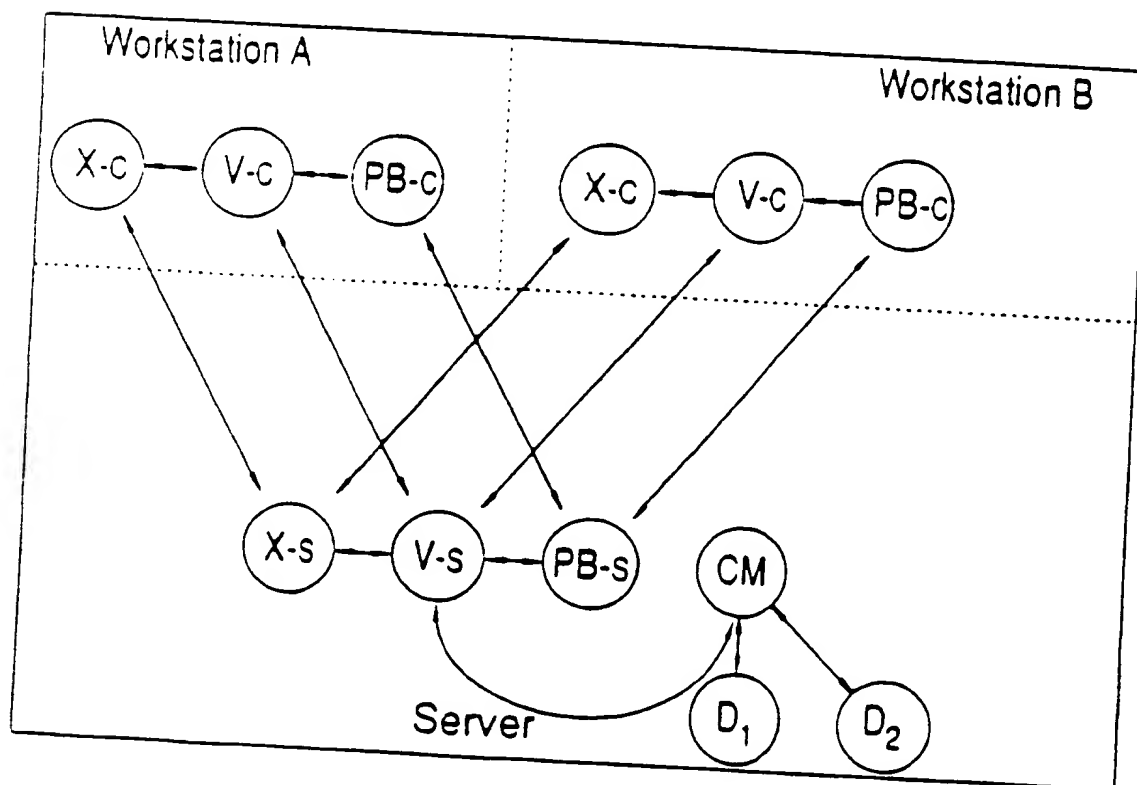 Workstation A
Workstation B
X-c
V-c
PB-c
X-c
V-c
PB-c
X-s
V-s
PB-s
CM
Server
D₁
D₂